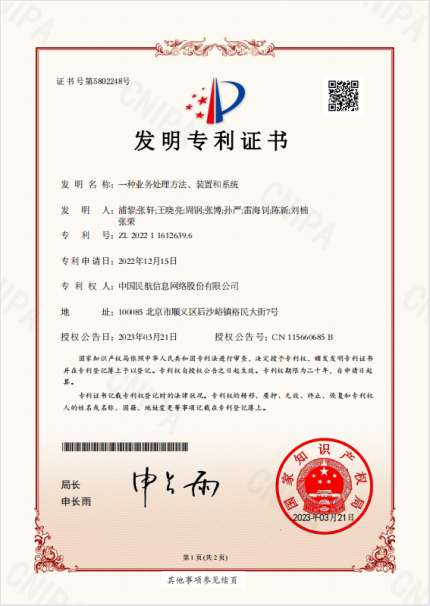 证书号第5802248号
发明专利证书
发明名称：一种业务处理方法、装置和系统
发明人：浦黎;张轩;王晓亮;周钢;张博;孙严;雷海钊;陈新;刘楠
张荣
专利号：ZL 2022 1 1612639.6
专利申请日：2022年12月15日
专利权人：中国民航信息网络股份有限公司
地址：100085 北京市顺义区后沙峪镇裕民大街7号
授权公告日：2023年03月21日 授权公告号：CN 115660685 B
国家知识产权局依照中华人民共和国专利法进行审查，决定授予专利权，颁发发明专利证书
并在专利登记簿上予以登记。专利权自授权公告之日起生效。专利权期限为二十年，自申请日起
算。
专利证书记载专利权登记时的法律状况。专利权的转移、质押、无效、终止、恢复和专利权
人的姓名或名称、国籍、地址变更等事项记载在专利登记簿上。
局长
申长雨
申长雨
国家知识产权局
2023年03月21日
第1页(共2页)
其他事项参见续页
CNIPA